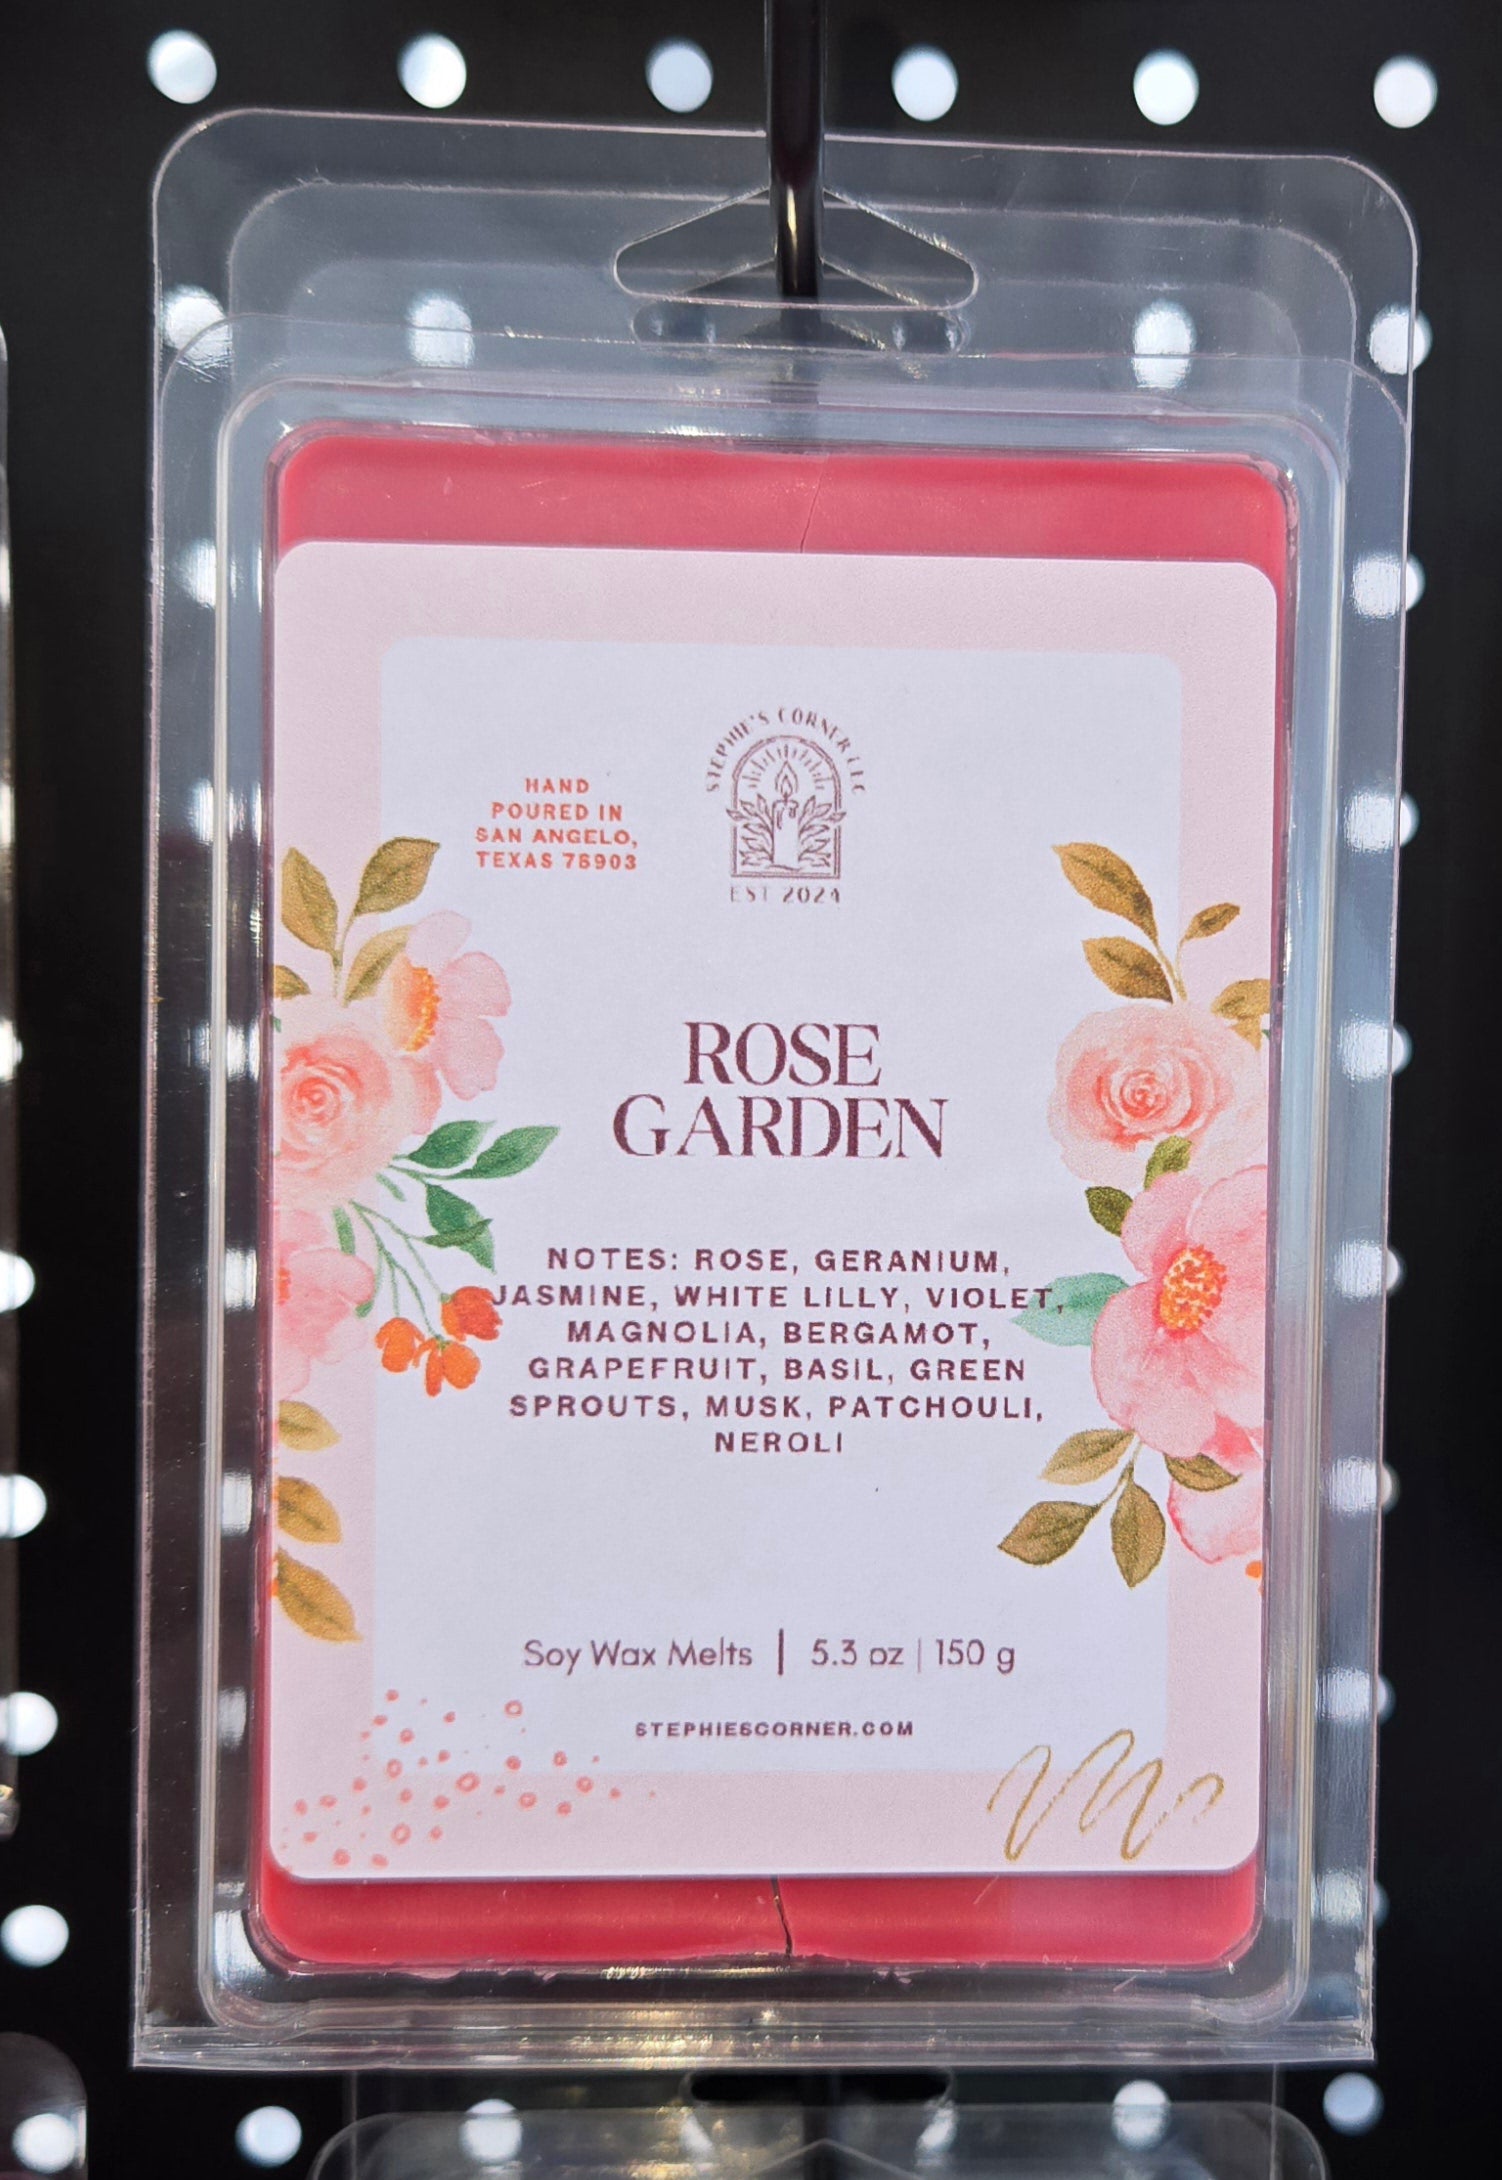 STEPHIE'S CORNER LLC
EST 2024
HAND
POURED IN
SAN ANGELO,
TEXAS 76903
ROSE
GARDEN
NOTES: ROSE, GERANIUM,
JASMINE, WHITE LILLY, VIOLET,
MAGNOLIA, BERGAMOT,
GRAPEFRUIT, BASIL, GREEN
SPROUTS, MUSK, PATCHOULI,
NEROLI
Soy Wax Melts | 5.3 oz | 150 g
STEPHIESCORNER.COM